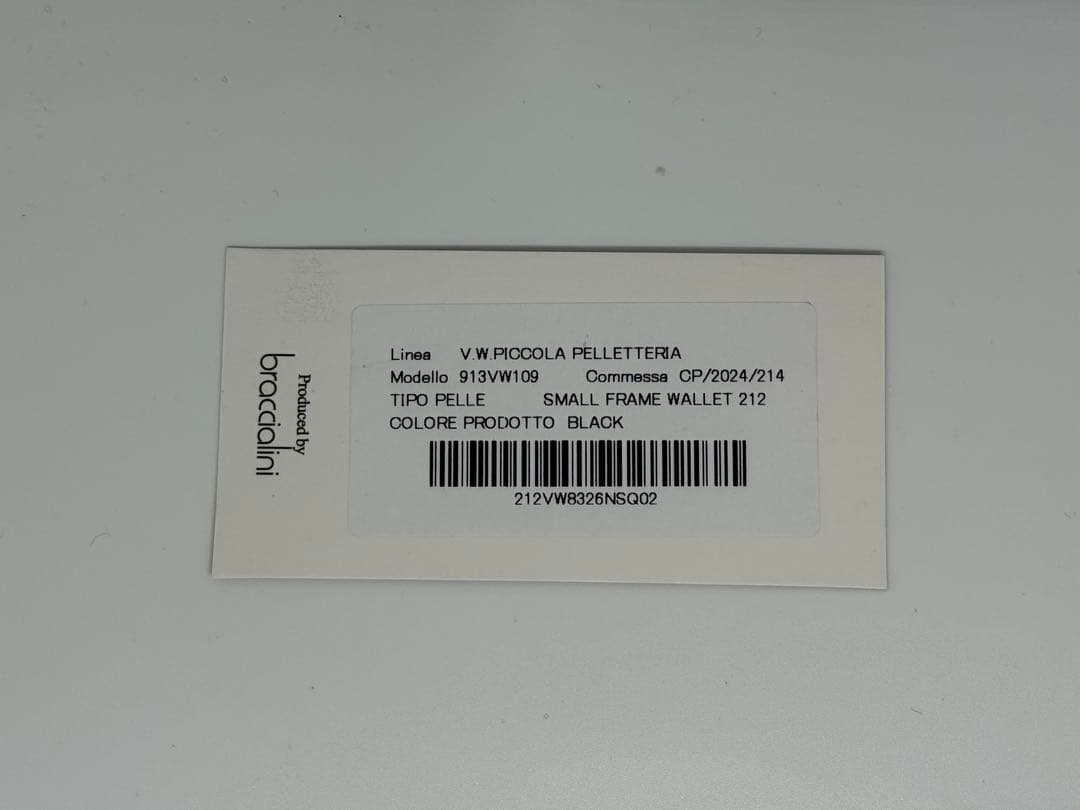 Produced by
braccialini
Linea V.W.PICCOLA PELLETTERIA
Modello 913VW109 Commessa CP/2024/214
TIPO PELLE SMALL FRAME WALLET 212
COLORE PRODOTTO BLACK
212VW8326NSQ02